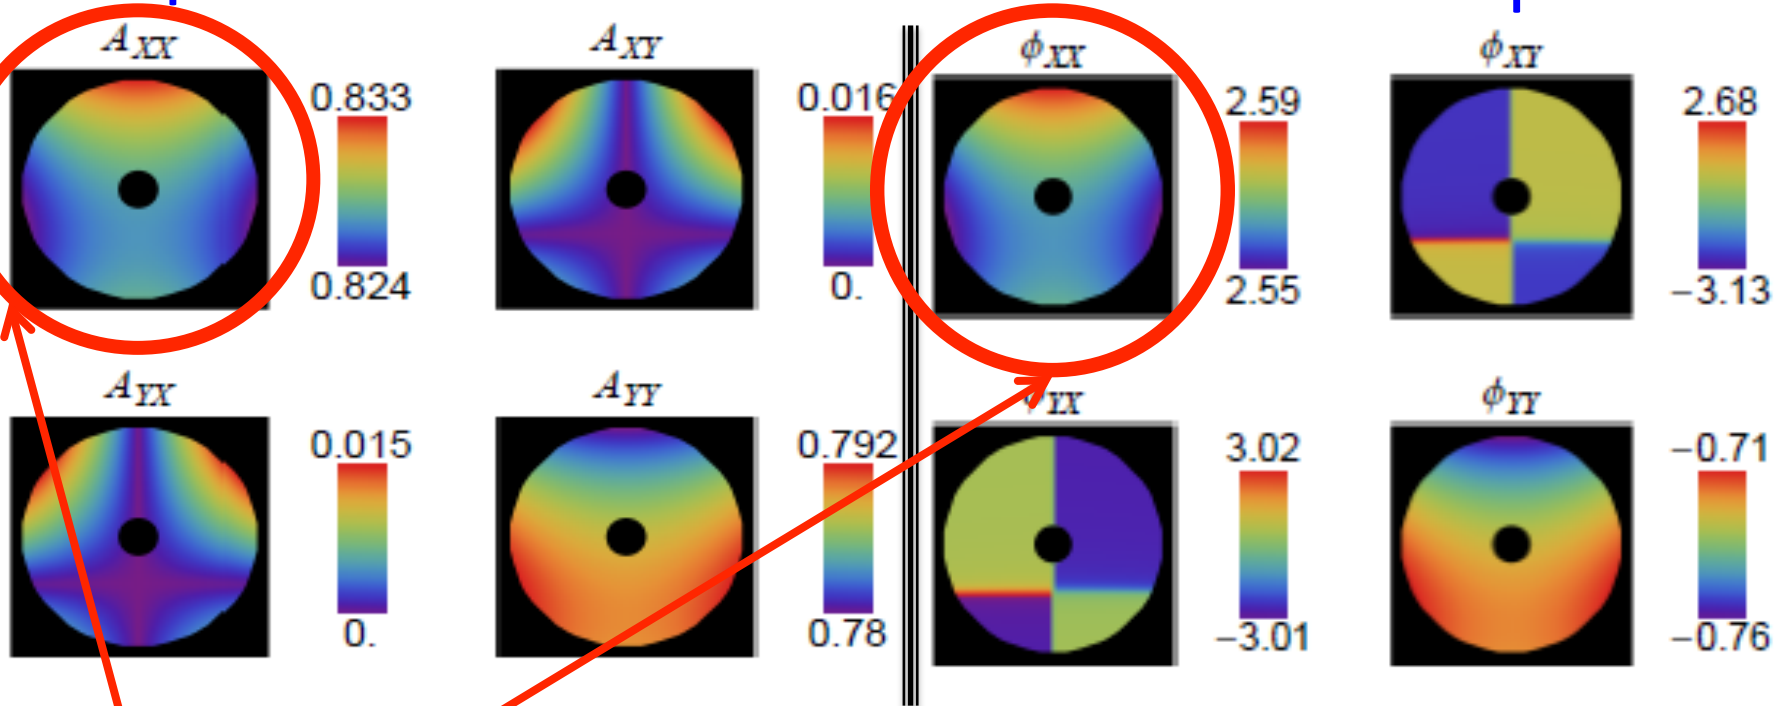 A_XX A_XY ϕ_XX ϕ_XY
0.833 0.016 2.59 2.68
0.824 0. 2.55 −3.13
A_YX A_YY ϕ_YX ϕ_YY
0.015 0.792 3.02 −0.71
0. 0.78 −3.01 −0.76